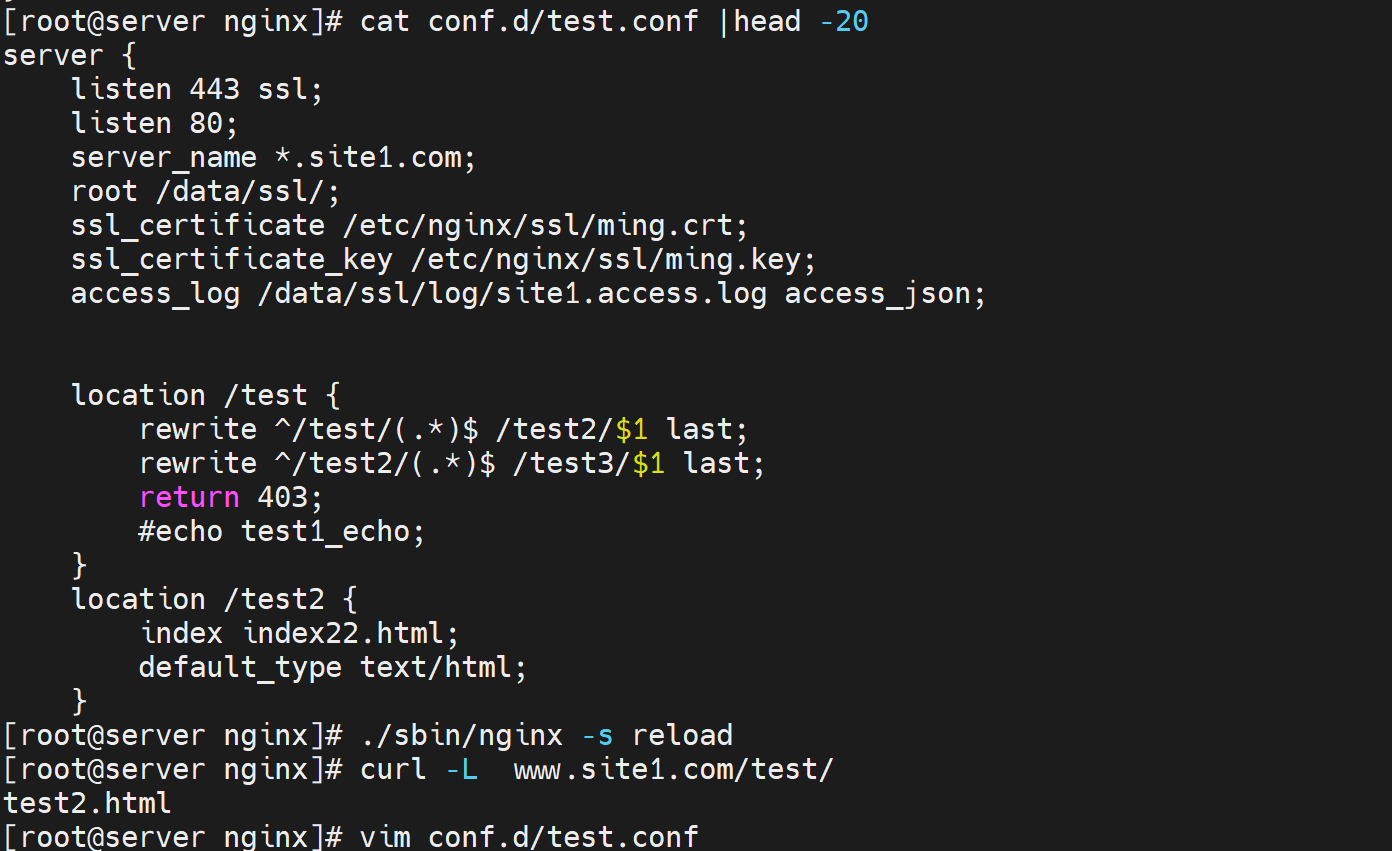 [root@server nginx]# cat conf.d/test.conf |head -20
server {
    listen 443 ssl;
    listen 80;
    server_name *.site1.com;
    root /data/ssl/;
    ssl_certificate /etc/nginx/ssl/ming.crt;
    ssl_certificate_key /etc/nginx/ssl/ming.key;
    access_log /data/ssl/log/site1.access.log access_json;
    location /test {
        rewrite ^/test/(.*)$ /test2/$1 last;
        rewrite ^/test2/(.*)$ /test3/$1 last;
        return 403;
        #echo test1_echo;
    }
    location /test2 {
        index index22.html;
        default_type text/html;
    }
[root@server nginx]# ./sbin/nginx -s reload
[root@server nginx]# curl -L  www.site1.com/test/
test2.html
[root@server nginx]# vim conf.d/test.conf